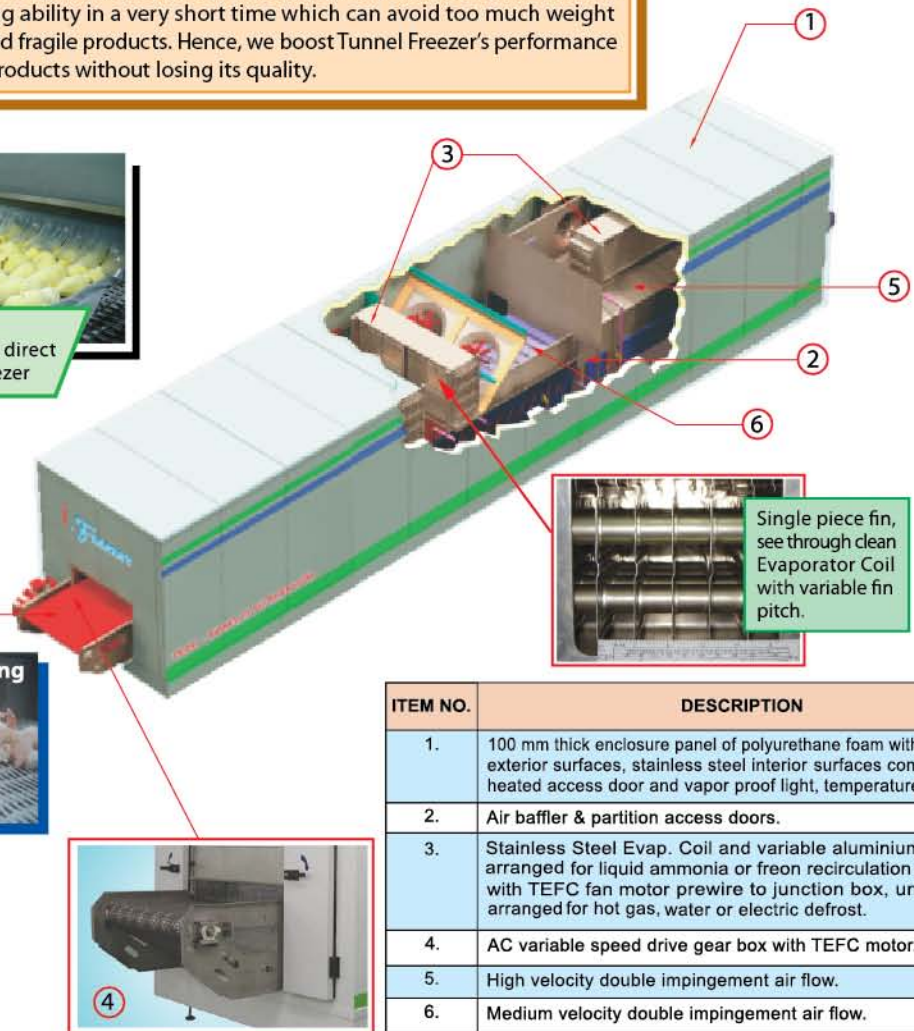 g ability in a very short time which can avoid too much weight
d fragile products. Hence, we boost Tunnel Freezer's performance
roducts without losing its quality.
1
3
5
2
6
direct
ezer
Single piece fin,
see through clean
Evaporator Coil
with variable fin
pitch.
ng
4
ITEM NO. DESCRIPTION
1. 100 mm thick enclosure panel of polyurethane foam with
exterior surfaces, stainless steel interior surfaces con
heated access door and vapor proof light, temperature
2. Air baffler & partition access doors.
3. Stainless Steel Evap. Coil and variable aluminium
arranged for liquid ammonia or freon recirculation
with TEFC fan motor prewire to junction box, un
arranged for hot gas, water or electric defrost.
4. AC variable speed drive gear box with TEFC motor
5. High velocity double impingement air flow.
6. Medium velocity double impingement air flow.